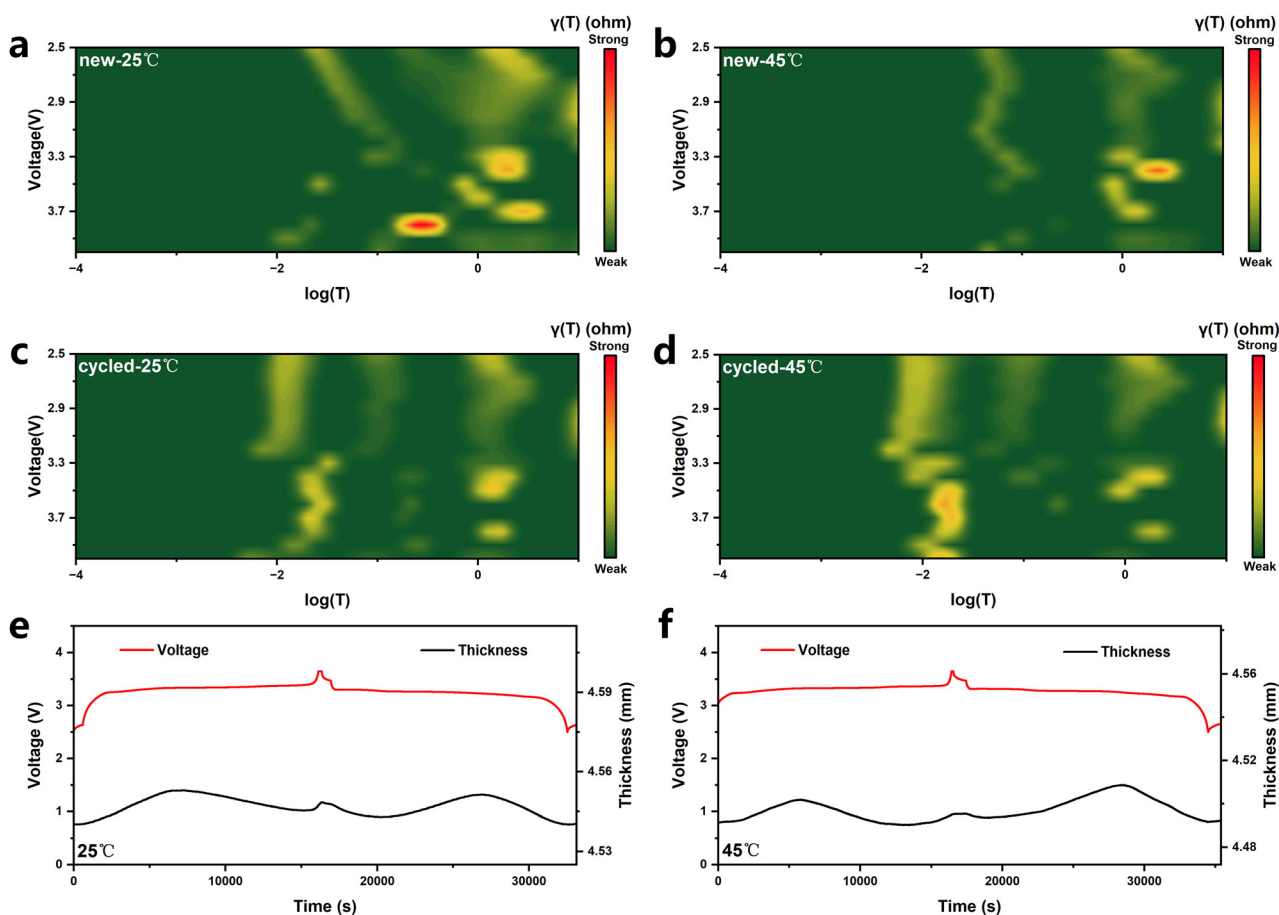 a
γ(T) (ohm)
Strong
new-25℃
2.5
2.9
3.3
3.7
Voltage(V)
Weak
−4
−2
0
log(T)
b
γ(T) (ohm)
Strong
new-45℃
2.5
2.9
3.3
3.7
Voltage(V)
Weak
−4
−2
0
log(T)
c
γ(T) (ohm)
Strong
cycled-25℃
2.5
2.9
3.3
3.7
Voltage(V)
Weak
−4
−2
0
log(T)
d
γ(T) (ohm)
Strong
cycled-45℃
2.5
2.9
3.3
3.7
Voltage(V)
Weak
−4
−2
0
log(T)
e
Voltage
Thickness
4
3
2
1
0
Voltage (V)
4.59
4.56
4.53
Thickness (mm)
25℃
0
10000
20000
30000
Time (s)
f
Voltage
Thickness
4
3
2
1
0
Voltage (V)
4.56
4.52
4.48
Thickness (mm)
45℃
0
10000
20000
30000
Time (s)